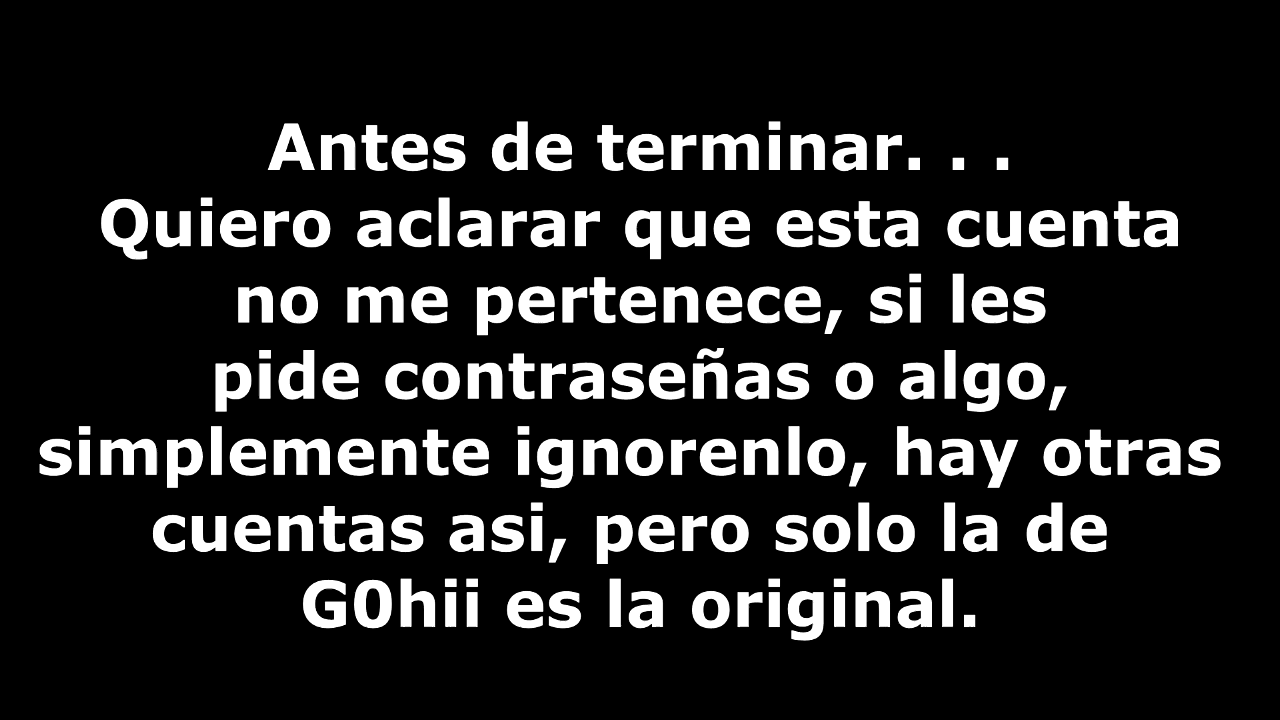 Antes de terminar. . .
Quiero aclarar que esta cuenta
no me pertenece, si les
pide contraseñas o algo,
simplemente ignorenlo, hay otras
cuentas asi, pero solo la de
G0hii es la original.